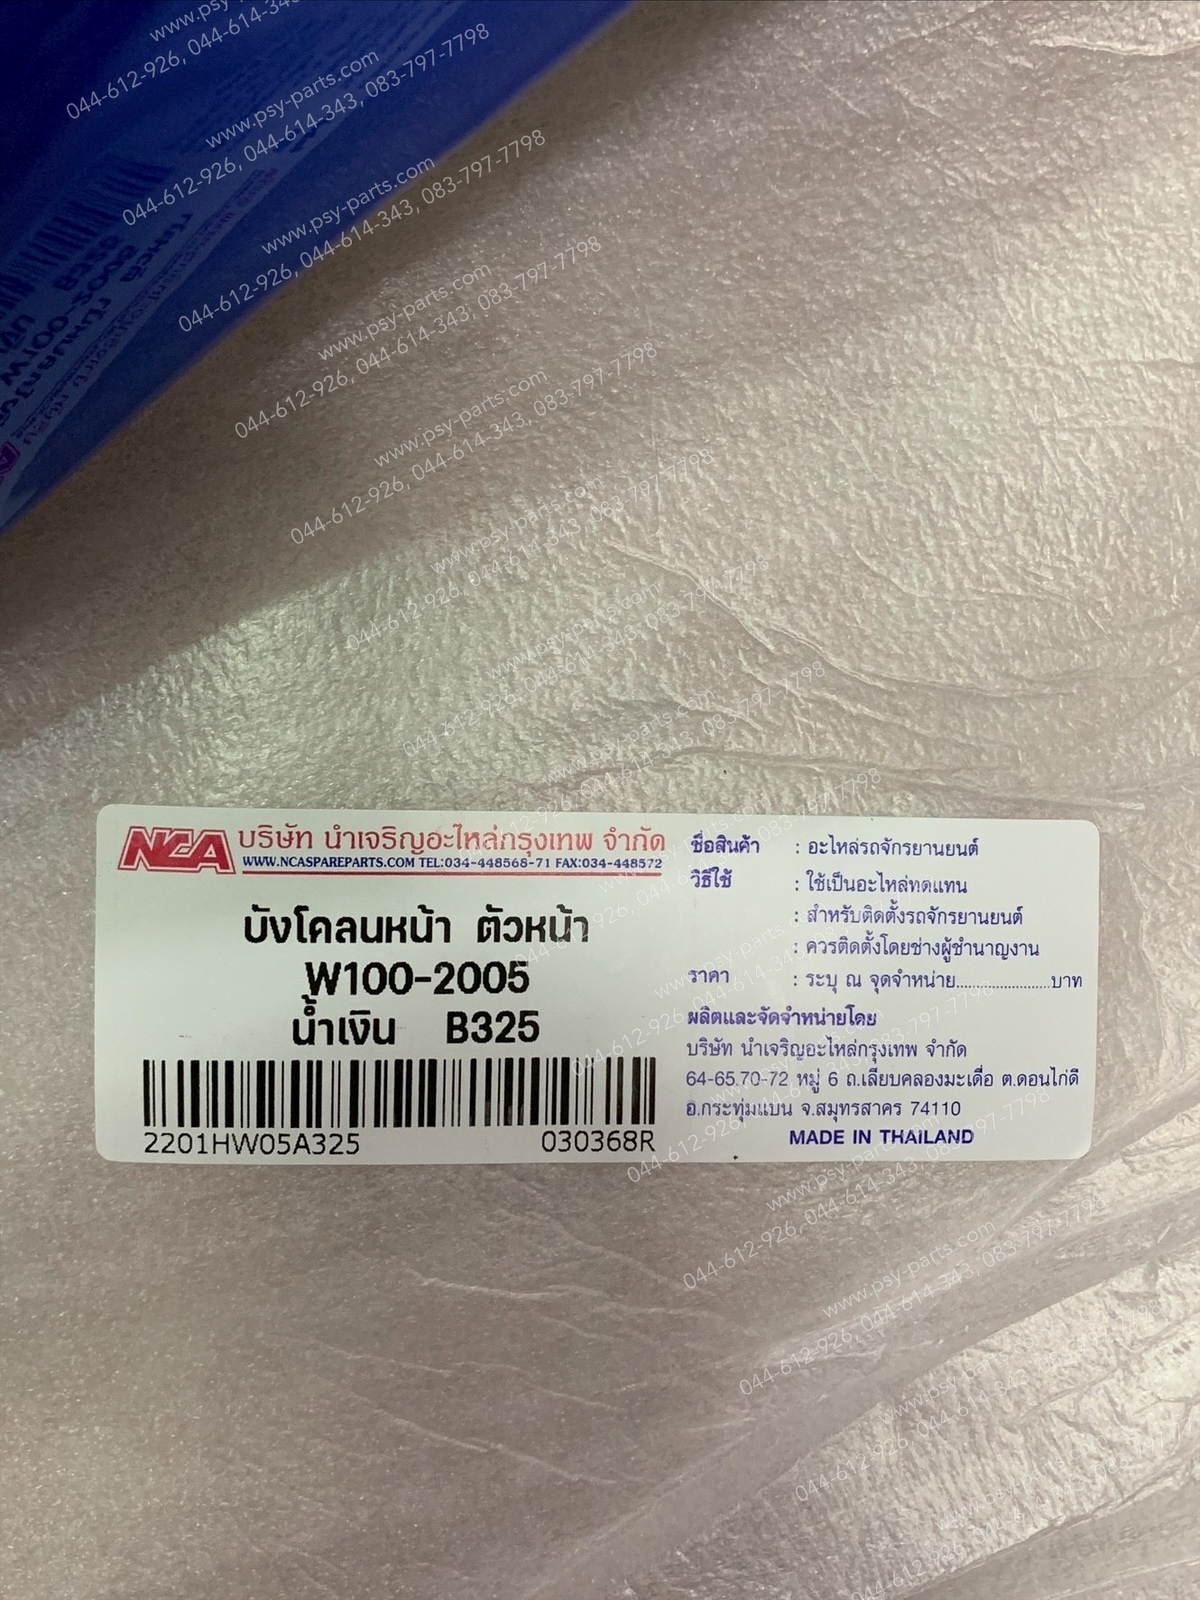 www.psy-parts.com
044-612-926, 044-614-343, 083-797-7798
NCA
บริษัท นำเจริญอะไหล่กรุงเทพ จำกัด
WWW.NCASPAREPARTS.COM TEL:034-448568-71 FAX:034-448572
บังโคลนหน้า ตัวหน้า
W100-2005
น้ำเงิน B325
2201HW05A325 030368R
ชื่อสินค้า : อะไหล่รถจักรยานยนต์
วิธีใช้ : ใช้เป็นอะไหล่ทดแทน
: สำหรับติดตั้งรถจักรยานยนต์
: ควรติดตั้งโดยช่างผู้ชำนาญงาน
ราคา : ระบุ ณ จุดจำหน่าย......................บาท
ผลิตและจัดจำหน่ายโดย
บริษัท นำเจริญอะไหล่กรุงเทพ จำกัด
64-65,70-72 หมู่ 6 ถ.เลียบคลองมะเดื่อ ต.ดอนไก่ดี
อ.กระทุ่มแบน จ.สมุทรสาคร 74110
MADE IN THAILAND